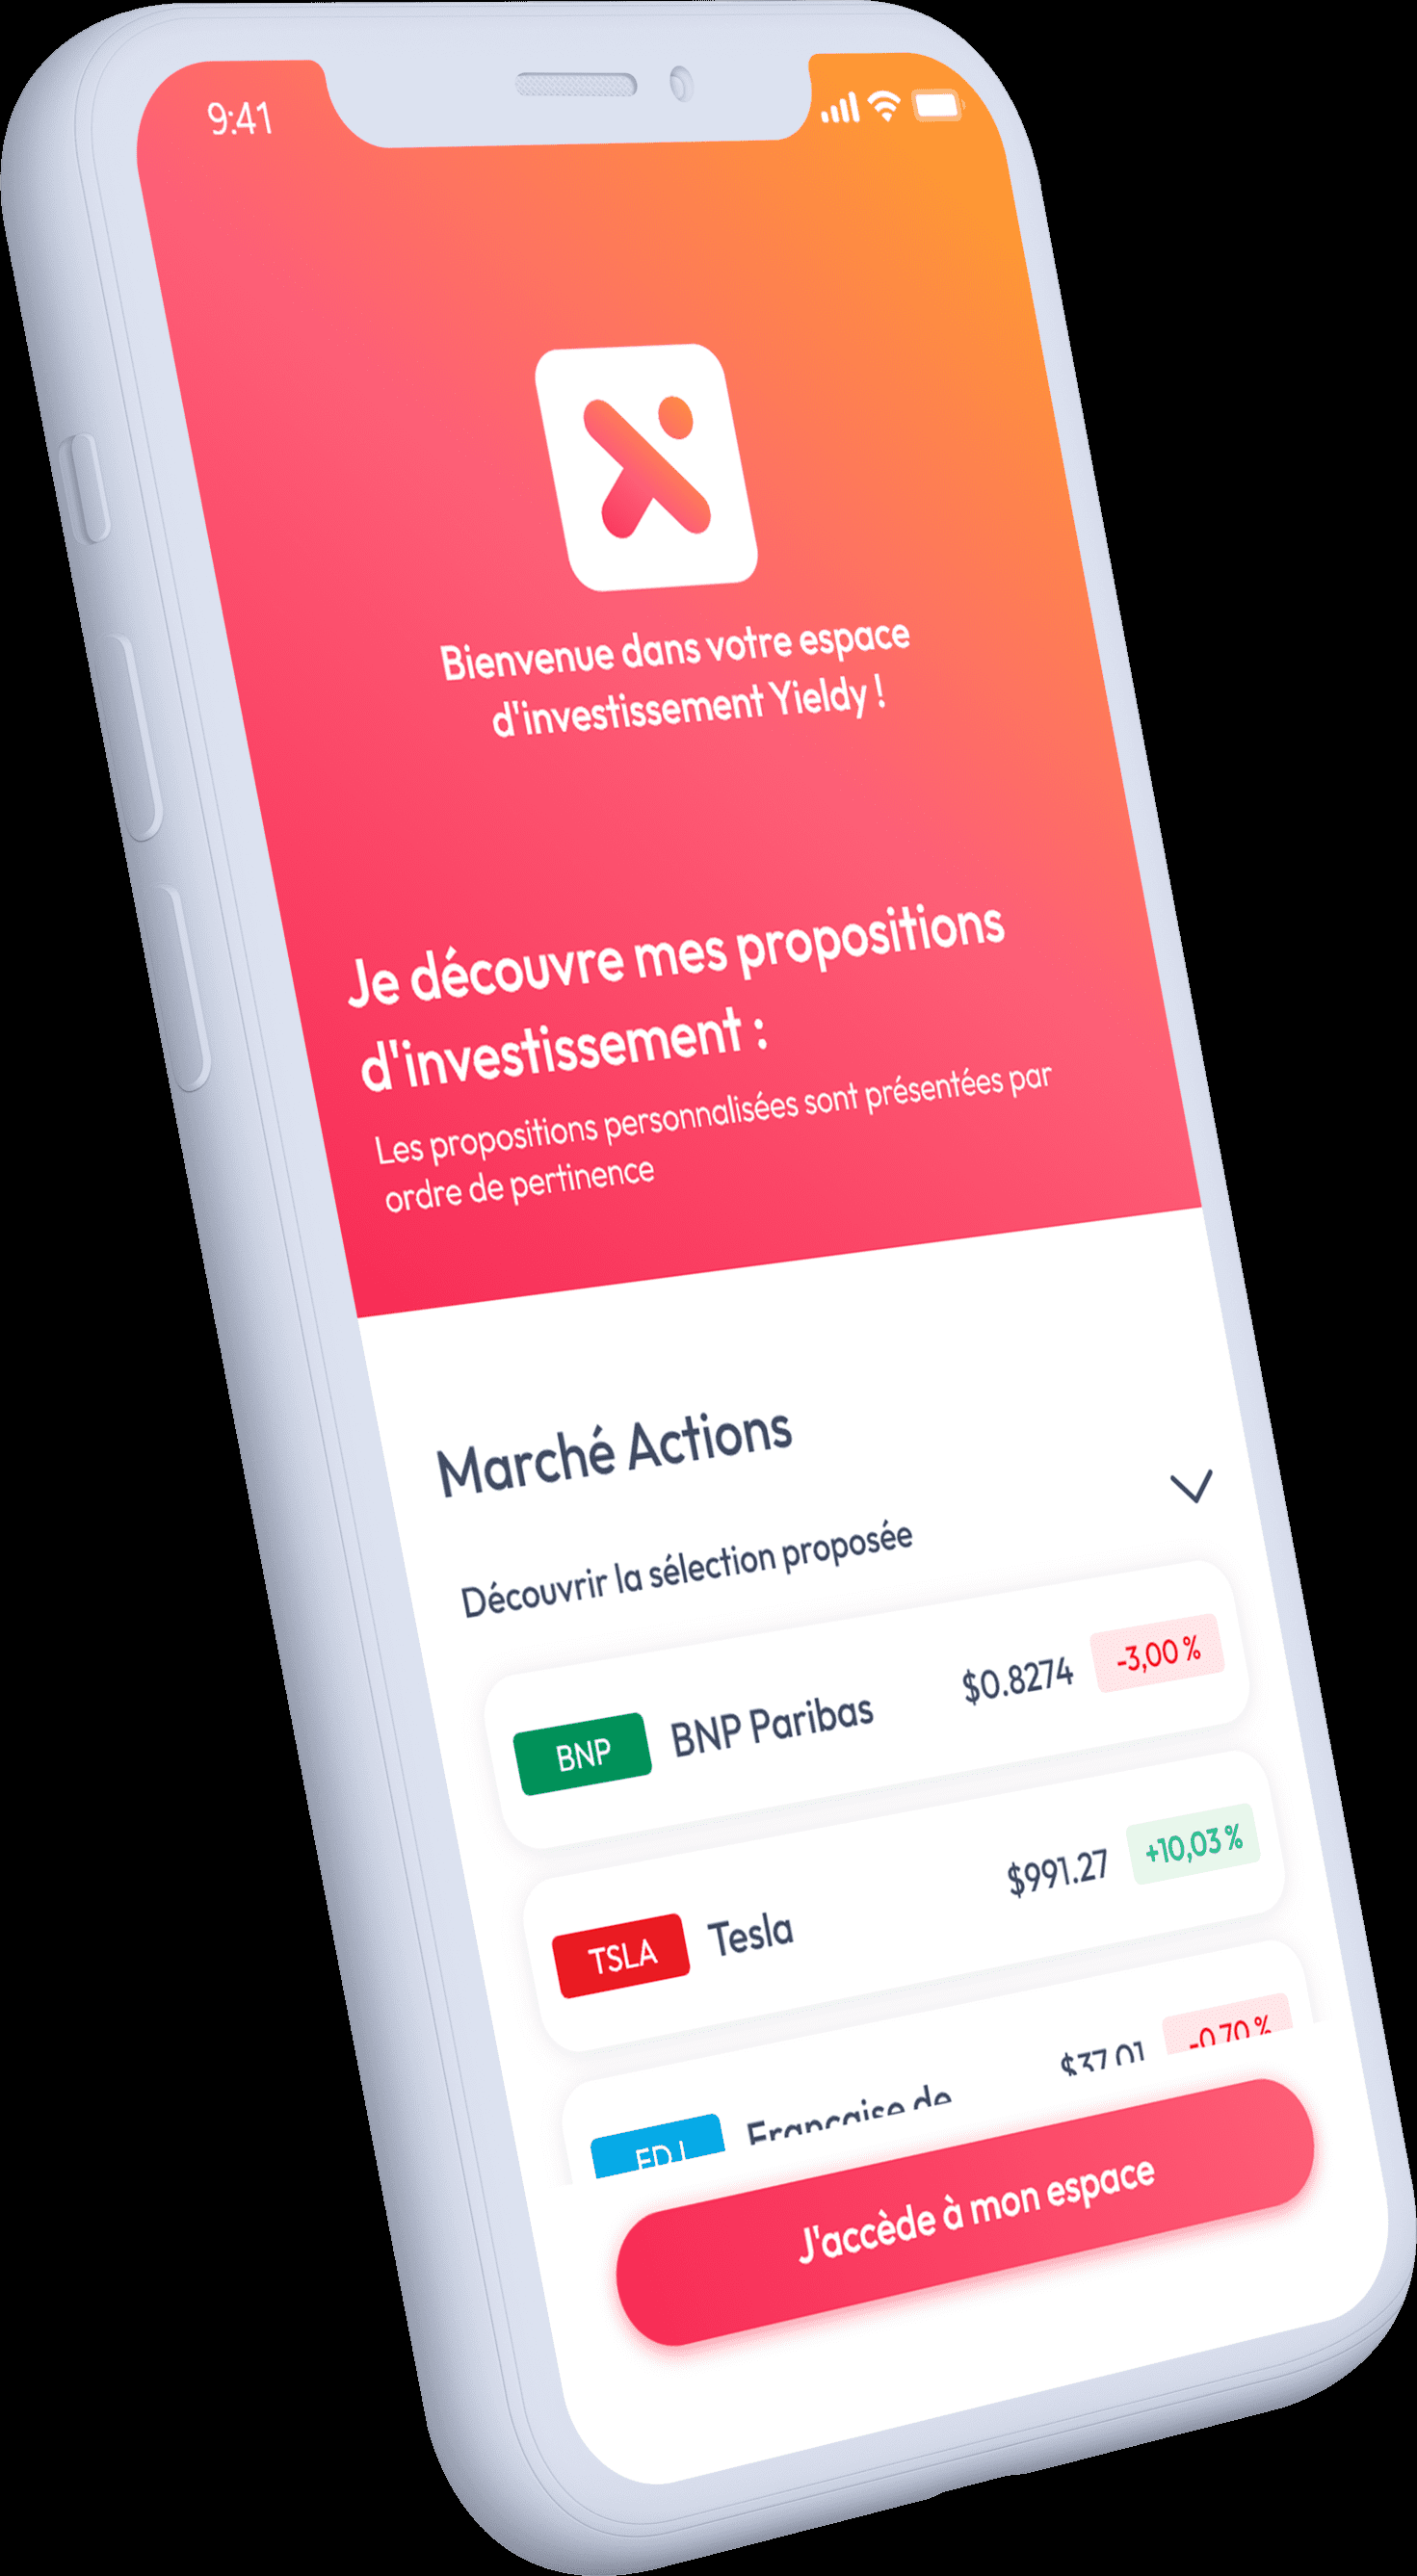 9:41
Bienvenue dans votre espace
d'investissement Yieldy !
Je découvre mes propositions
d'investissement :
Les propositions personnalisées sont présentées par
ordre de pertinence
Marché Actions
Découvrir la sélection proposée
BNP BNP Paribas $0.8274 -3,00 %
TSLA Tesla $991.27 +10,03 %
FDJ Française de $37.01 -0,70 %
J'accède à mon espace